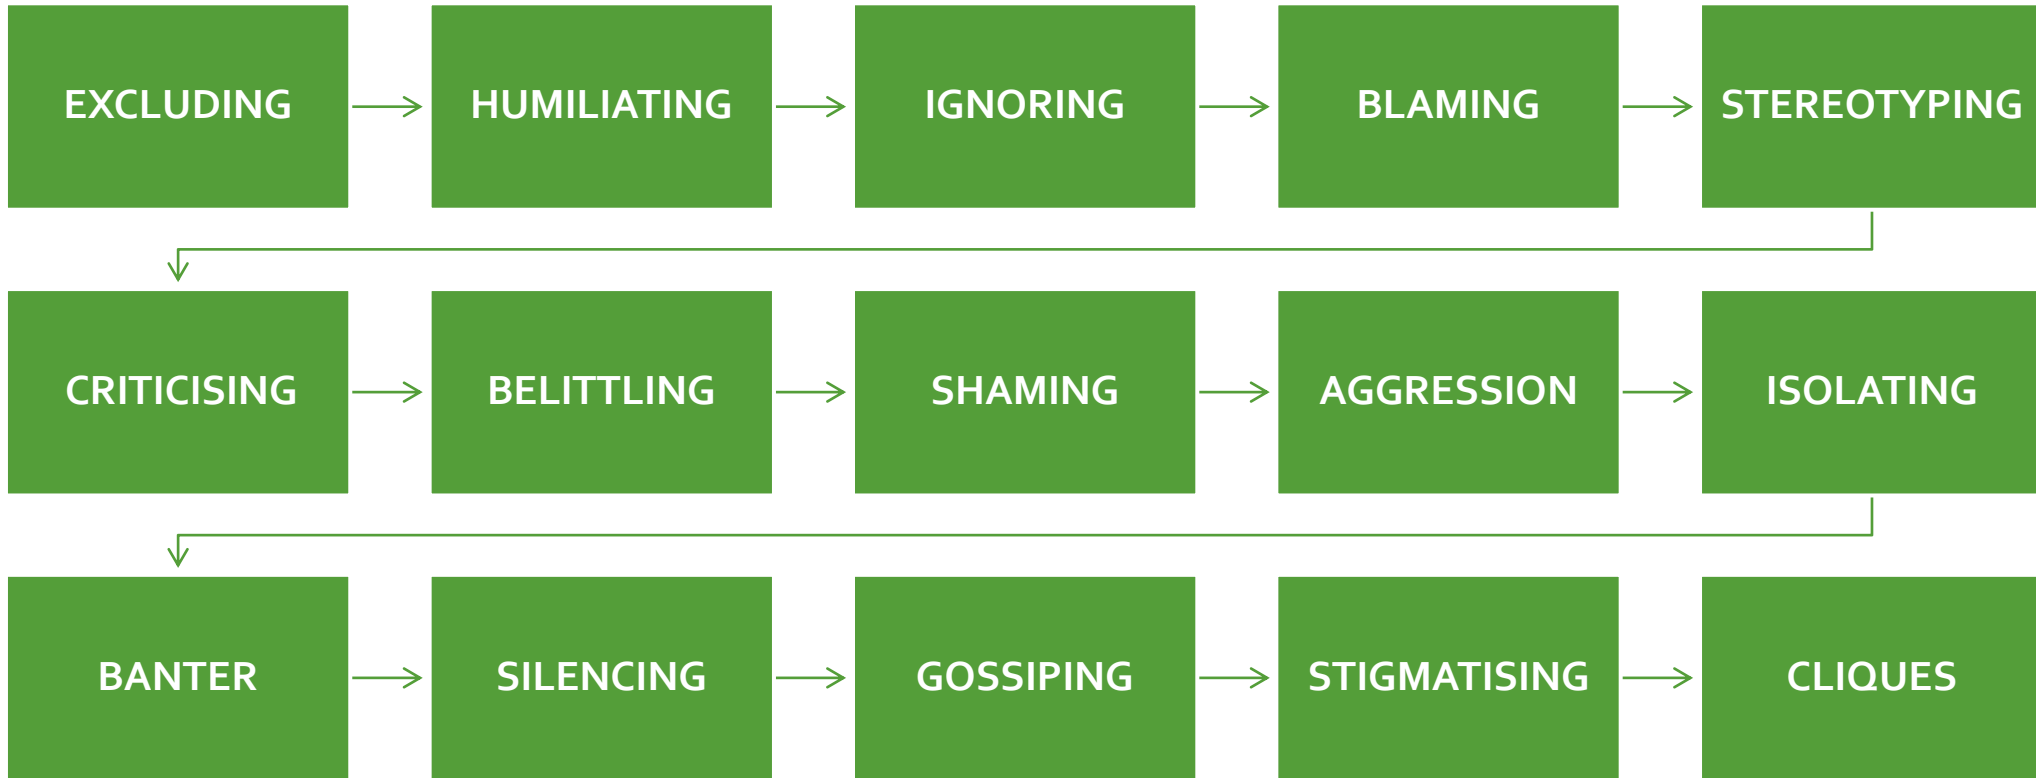 EXCLUDING
HUMILIATING
IGNORING
BLAMING
STEREOTYPING
CRITICISING
BELITTLING
SHAMING
AGGRESSION
ISOLATING
BANTER
SILENCING
GOSSIPING
STIGMATISING
CLIQUES